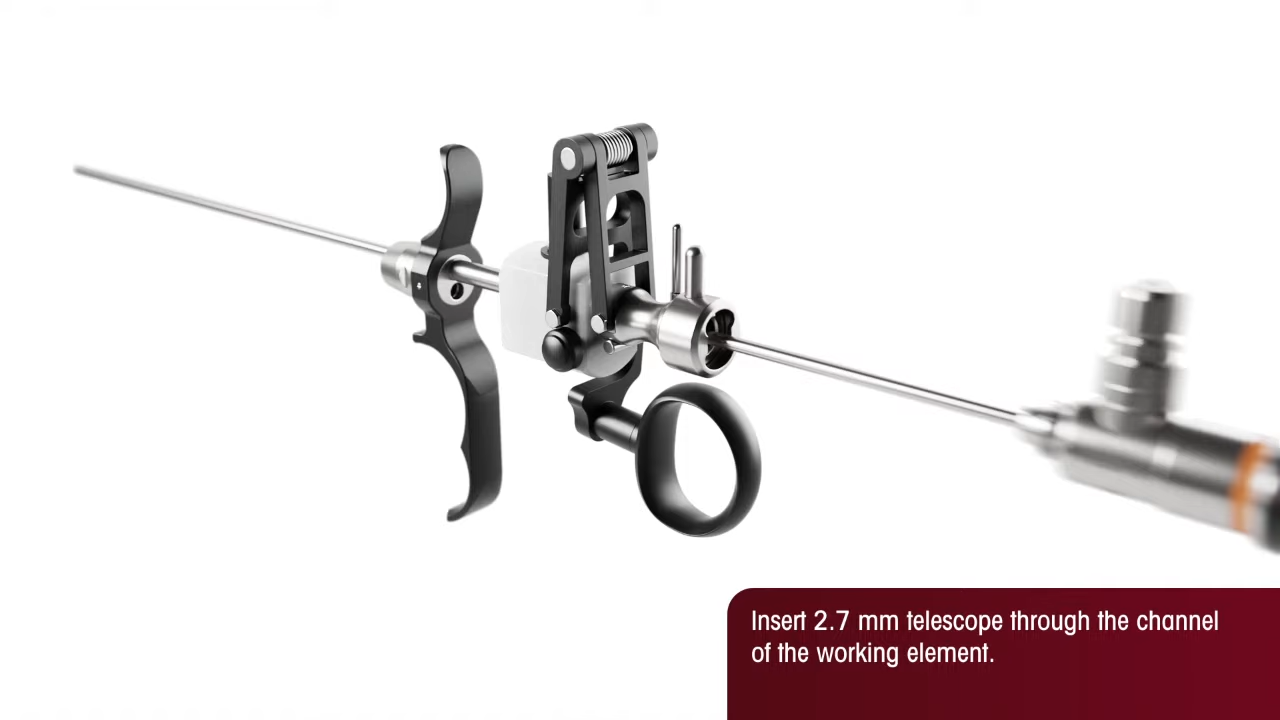 Insert 2.7 mm telescope through the channel
of the working element.